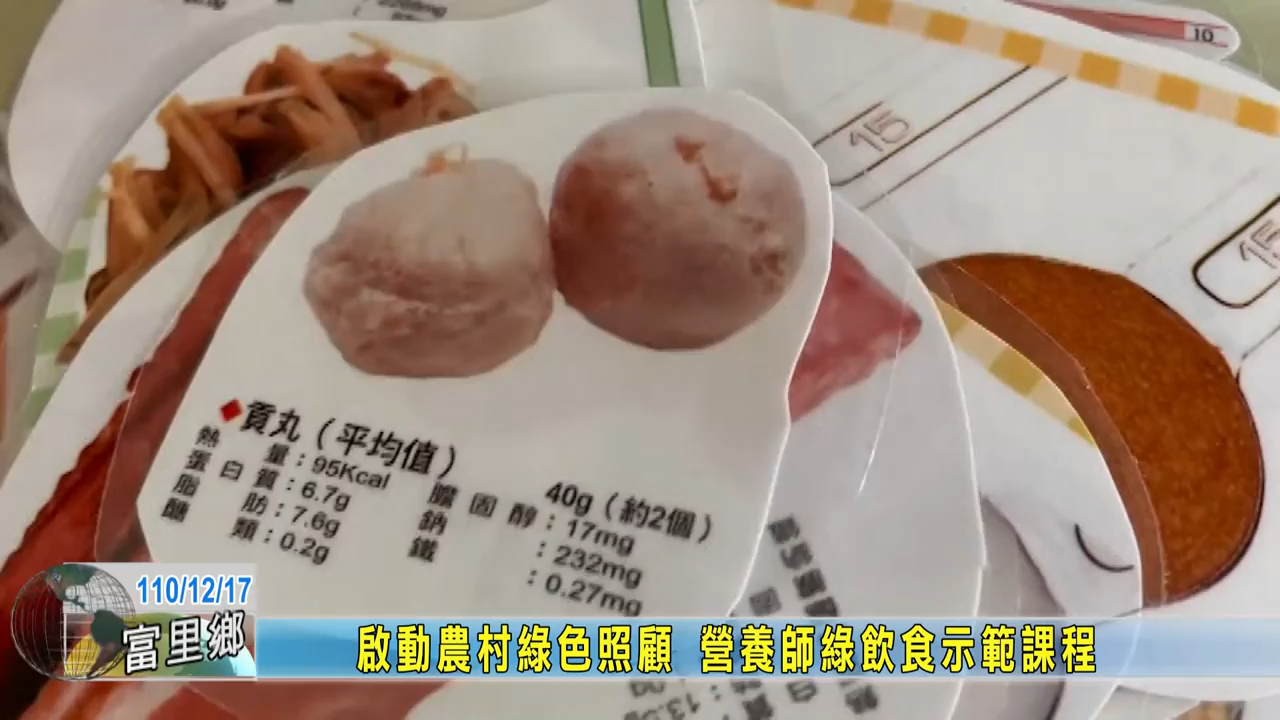 10
15
◆貢丸（平均值）
40g（約2個）
熱量：95Kcal
蛋白質：6.7g
脂肪：7.6g
醣類：0.2g
膽固醇：17mg
鈉：232mg
鐵：0.27mg
110/12/17
富里鄉
啟動農村綠色照顧 營養師綠飲食示範課程